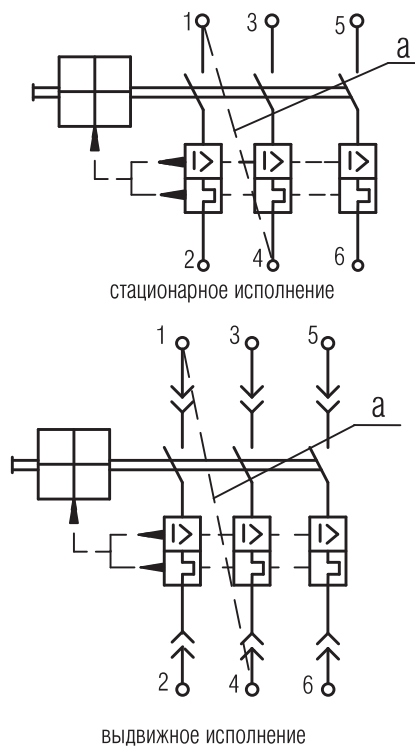 1 3 5
a
I> I> I>
2 4 6
стационарное исполнение
1 3 5
a
I> I> I>
2 4 6
выдвижное исполнение